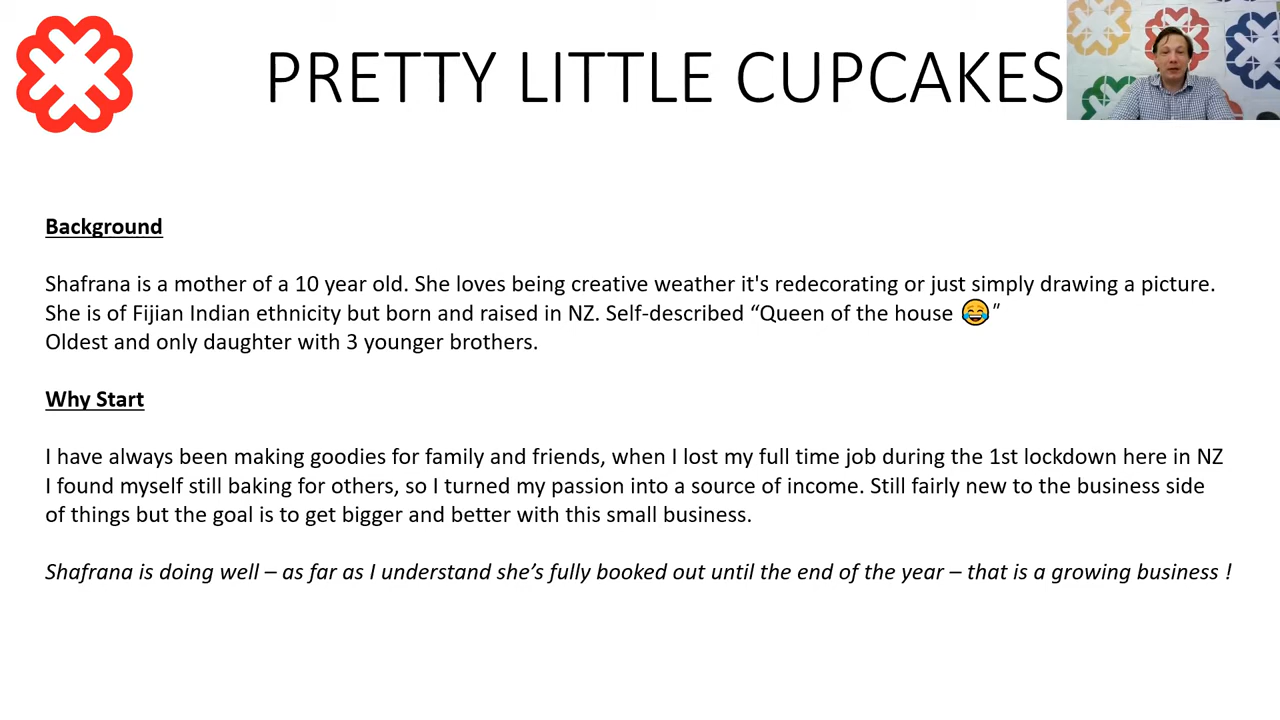 PRETTY LITTLE CUPCAKES
Background
Shafrana is a mother of a 10 year old. She loves being creative weather it's redecorating or just simply drawing a picture.
She is of Fijian Indian ethnicity but born and raised in NZ. Self-described “Queen of the house 😂”
Oldest and only daughter with 3 younger brothers.
Why Start
I have always been making goodies for family and friends, when I lost my full time job during the 1st lockdown here in NZ
I found myself still baking for others, so I turned my passion into a source of income. Still fairly new to the business side
of things but the goal is to get bigger and better with this small business.
Shafrana is doing well – as far as I understand she’s fully booked out until the end of the year – that is a growing business !